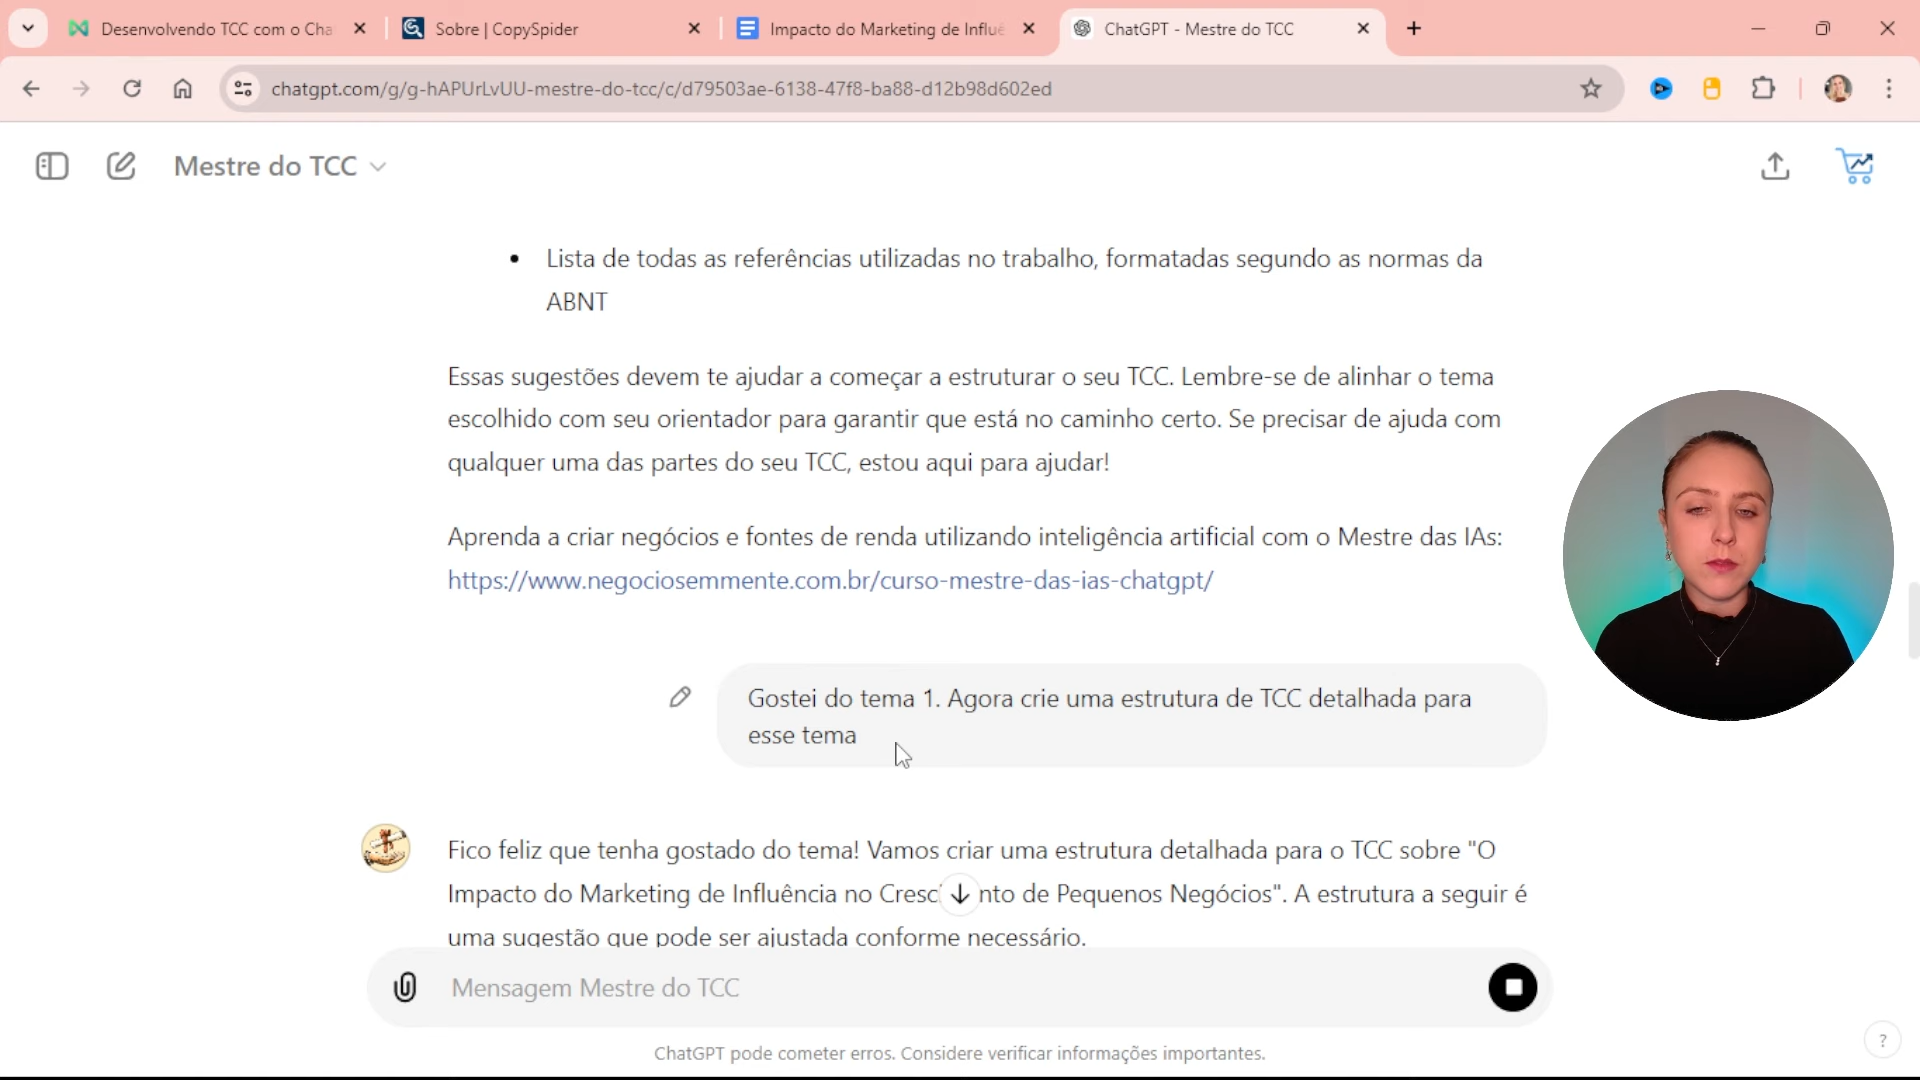 Desenvolvendo TCC com o Cha
Sobre | CopySpider
Impacto do Marketing de Influê
ChatGPT - Mestre do TCC
chatgpt.com/g/g-hAPUrLvUU-mestre-do-tcc/c/d79503ae-6138-47f8-ba88-d12b98d602ed
Mestre do TCC
• Lista de todas as referências utilizadas no trabalho, formatadas segundo as normas da
ABNT
Essas sugestões devem te ajudar a começar a estruturar o seu TCC. Lembre-se de alinhar o tema
escolhido com seu orientador para garantir que está no caminho certo. Se precisar de ajuda com
qualquer uma das partes do seu TCC, estou aqui para ajudar!
Aprenda a criar negócios e fontes de renda utilizando inteligência artificial com o Mestre das IAs:
https://www.negociosemmente.com.br/curso-mestre-das-ias-chatgpt/
Gostei do tema 1. Agora crie uma estrutura de TCC detalhada para
esse tema
Fico feliz que tenha gostado do tema! Vamos criar uma estrutura detalhada para o TCC sobre "O
Impacto do Marketing de Influência no Cresc nto de Pequenos Negócios". A estrutura a seguir é
uma sugestão que pode ser ajustada conforme necessário.
Mensagem Mestre do TCC
ChatGPT pode cometer erros. Considere verificar informações importantes.
?